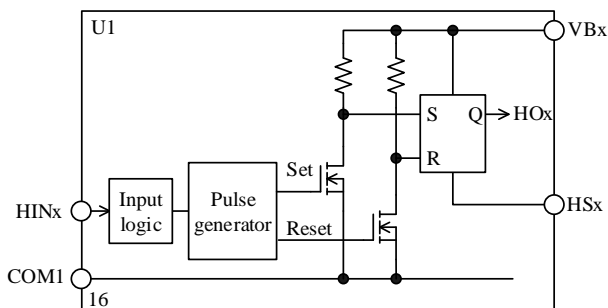 U1
VBx
S
Q
HOx
R
Set
Input
logic
Pulse
generator
HINx
HSx
Reset
COM1
16